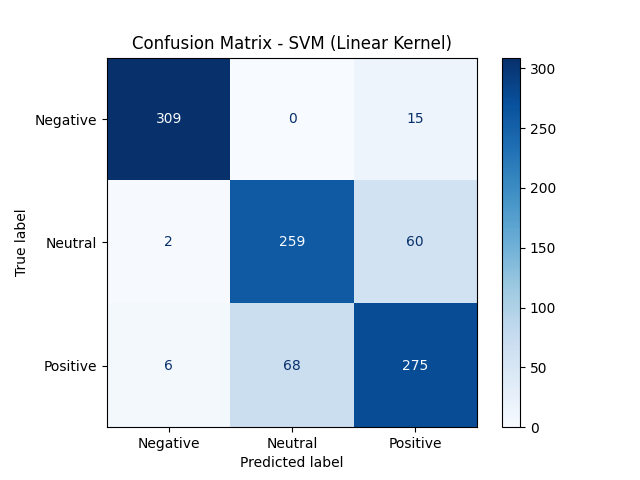 Confusion Matrix - SVM (Linear Kernel)
True label
Negative 309 0 15
Neutral 2 259 60
Positive 6 68 275
Negative Neutral Positive
Predicted label
300
250
200
150
100
50
0